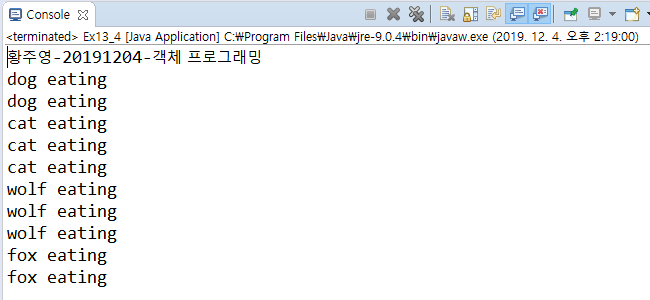 Console
<terminated> Ex13_4 [Java Application] C:₩Program Files₩Java₩jre-9.0.4₩bin₩javaw.exe (2019. 12. 4. 오후 2:19:00)
황주영-20191204-객체 프로그래밍
dog eating
dog eating
cat eating
cat eating
cat eating
wolf eating
wolf eating
wolf eating
fox eating
fox eating